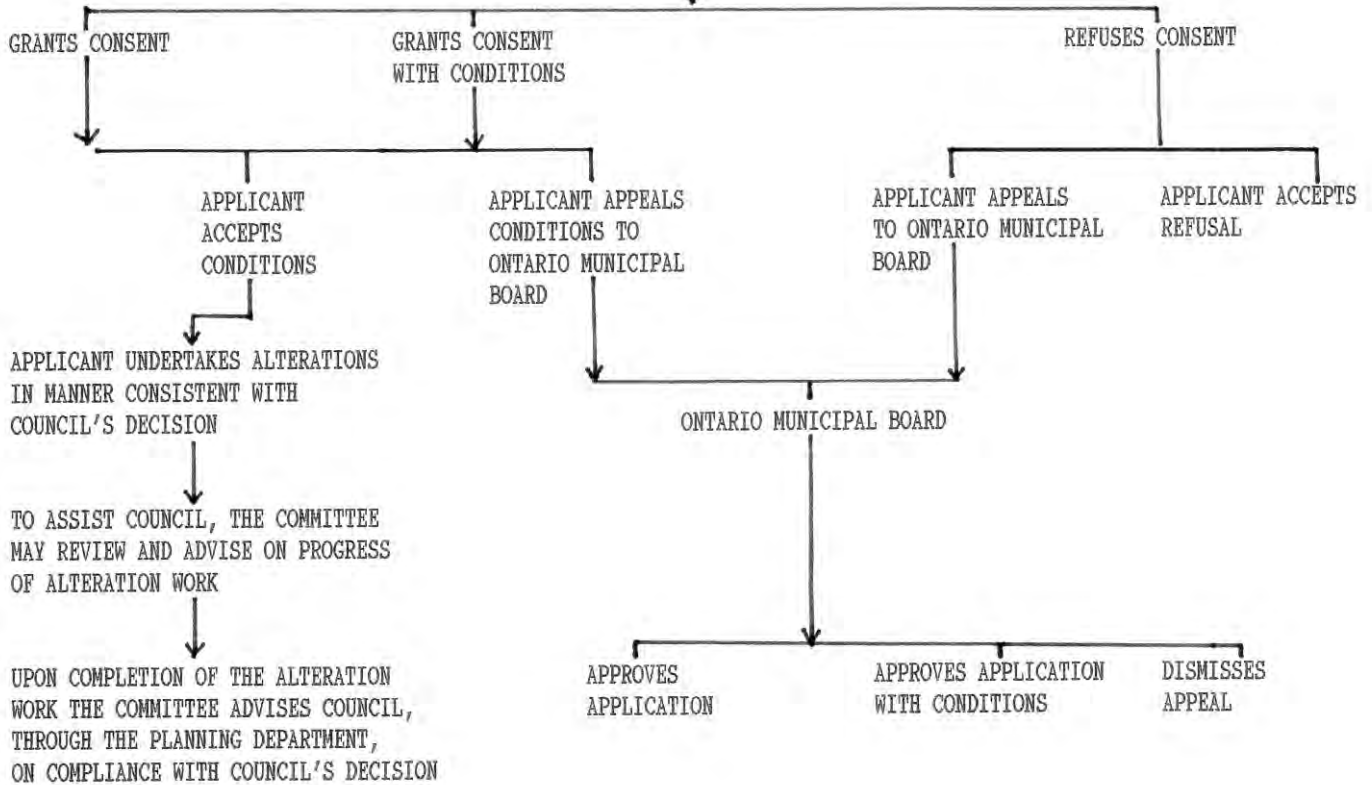 GRANTS CONSENT
GRANTS CONSENT
WITH CONDITIONS
REFUSES CONSENT
APPLICANT
ACCEPTS
CONDITIONS
APPLICANT APPEALS
CONDITIONS TO
ONTARIO MUNICIPAL
BOARD
APPLICANT APPEALS
TO ONTARIO MUNICIPAL
BOARD
APPLICANT ACCEPTS
REFUSAL
APPLICANT UNDERTAKES ALTERATIONS
IN MANNER CONSISTENT WITH
COUNCIL'S DECISION
ONTARIO MUNICIPAL BOARD
TO ASSIST COUNCIL, THE COMMITTEE
MAY REVIEW AND ADVISE ON PROGRESS
OF ALTERATION WORK
UPON COMPLETION OF THE ALTERATION
WORK THE COMMITTEE ADVISES COUNCIL,
THROUGH THE PLANNING DEPARTMENT,
ON COMPLIANCE WITH COUNCIL'S DECISION
APPROVES
APPLICATION
APPROVES APPLICATION
WITH CONDITIONS
DISMISSES
APPEAL